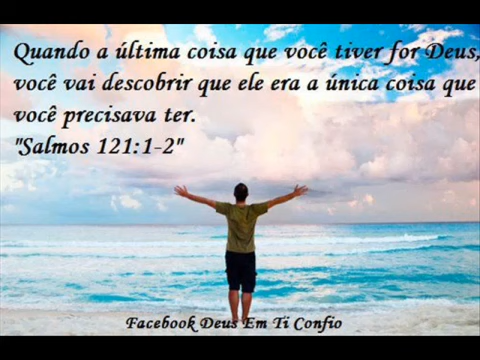 Quando a última coisa que você tiver for Deus,
você vai descobrir que ele era a única coisa que
você precisava ter.
"Salmos 121:1-2"
Facebook Deus Em Ti Confio